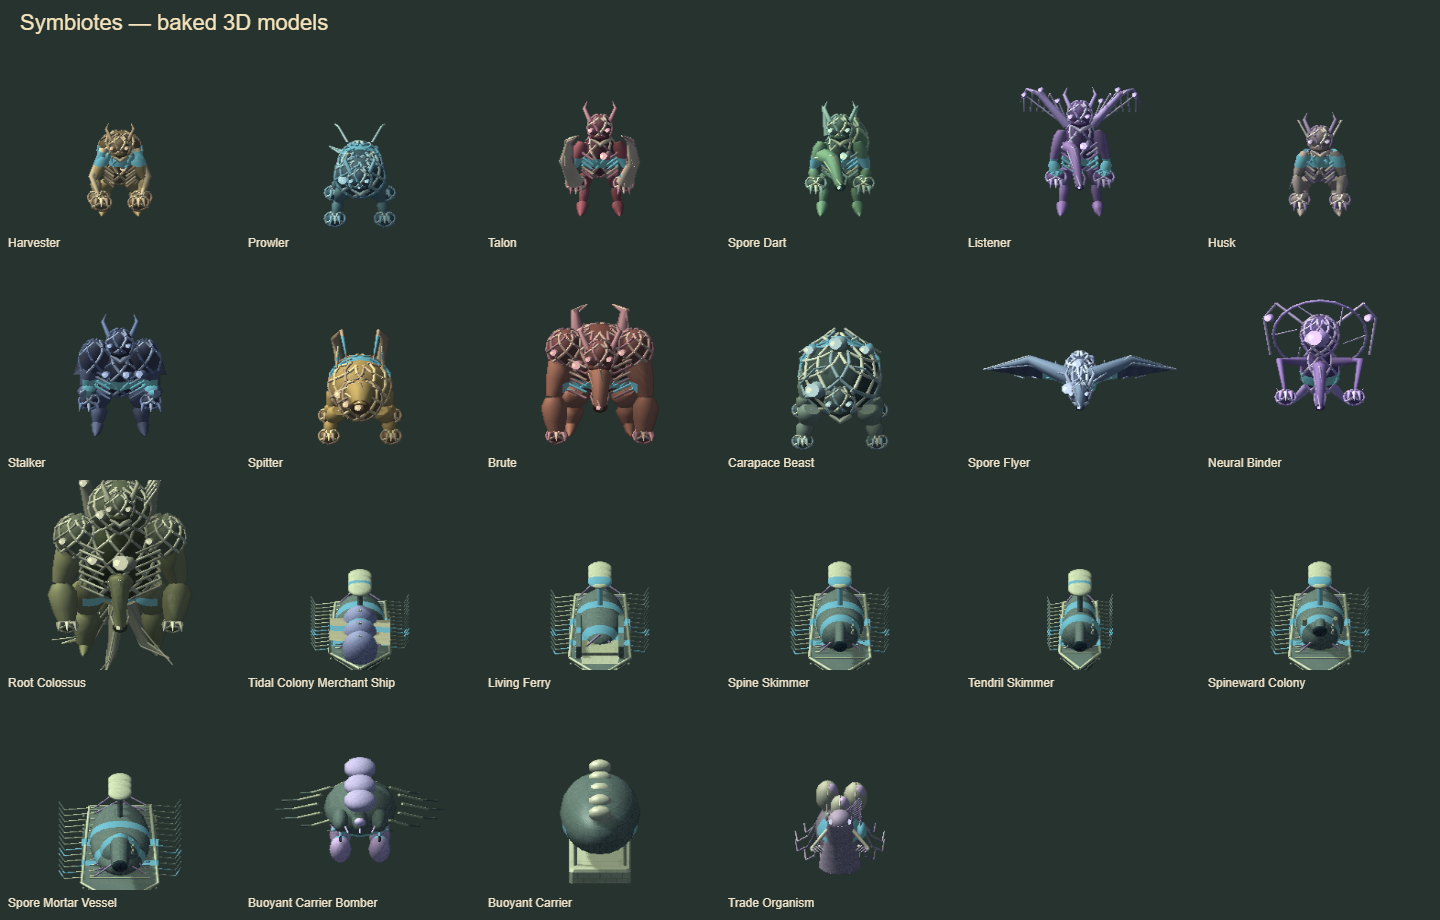 Symbiotes — baked 3D models
Harvester
Prowler
Talon
Spore Dart
Listener
Husk
Stalker
Spitter
Brute
Carapace Beast
Spore Flyer
Neural Binder
Root Colossus
Tidal Colony Merchant Ship
Living Ferry
Spine Skimmer
Tendril Skimmer
Spineward Colony
Spore Mortar Vessel
Buoyant Carrier Bomber
Buoyant Carrier
Trade Organism